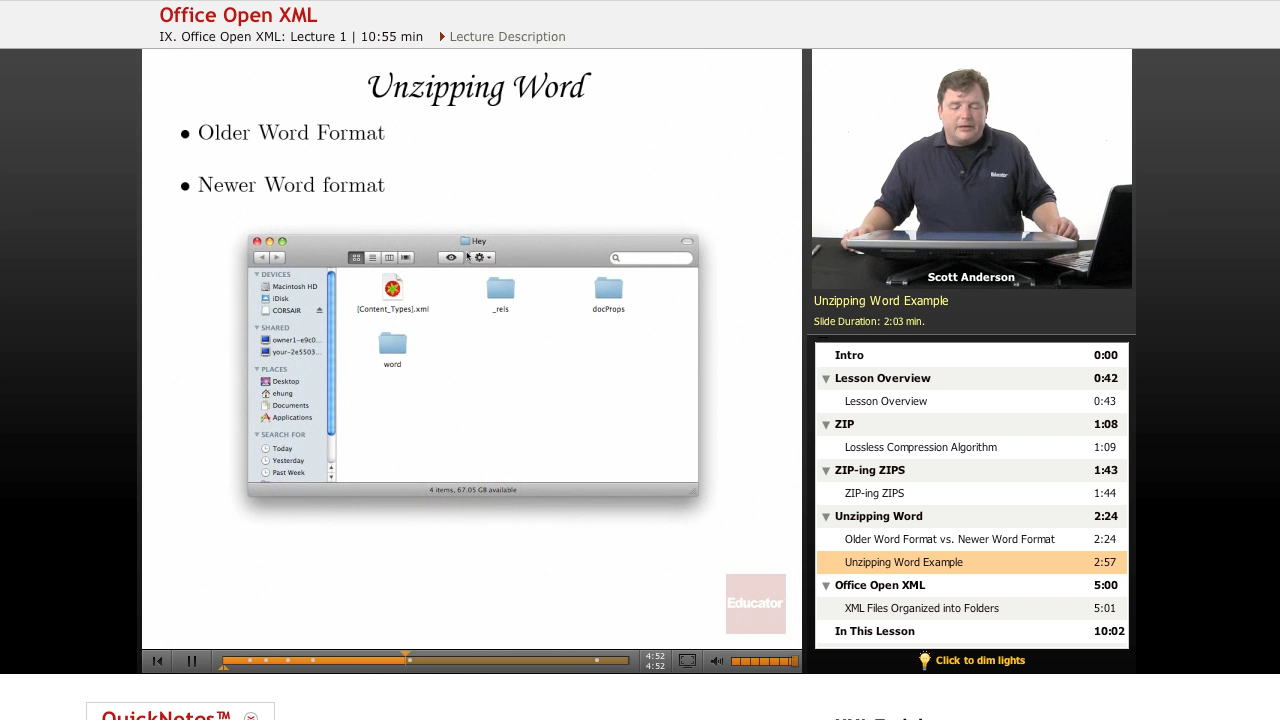 Office Open XML
IX. Office Open XML: Lecture 1 | 10:55 min Lecture Description
Unzipping Word
• Older Word Format
• Newer Word format
Hey
DEVICES
Macintosh HD
iDisk
CORSAIR
SHARED
owner1-e9c0...
your-2e5503...
PLACES
Desktop
ehung
Documents
Applications
SEARCH FOR
Today
Yesterday
Past Week
[Content_Types].xml
_rels
docProps
word
4 items, 67.05 GB available
Educator
4:52
4:52
Educator
Scott Anderson
Unzipping Word Example
Slide Duration: 2:03 min.
Intro 0:00
Lesson Overview 0:42
Lesson Overview 0:43
ZIP 1:08
Lossless Compression Algorithm 1:09
ZIP-ing ZIPS 1:43
ZIP-ing ZIPS 1:44
Unzipping Word 2:24
Older Word Format vs. Newer Word Format 2:24
Unzipping Word Example 2:57
Office Open XML 5:00
XML Files Organized into Folders 5:01
In This Lesson 10:02
Click to dim lights
QuickNotes™